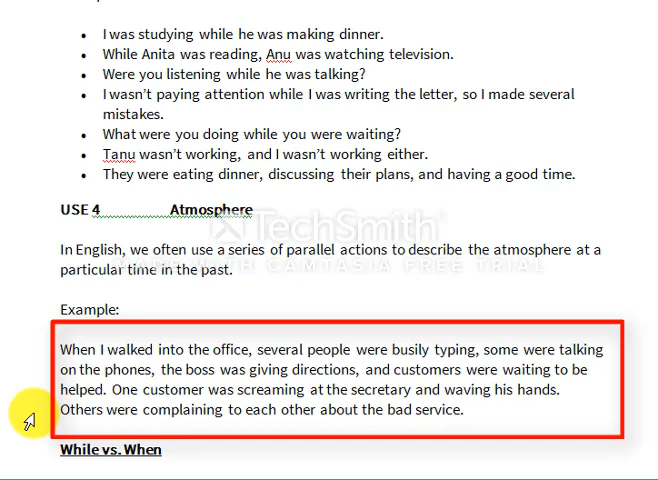 • I was studying while he was making dinner.
• While Anita was reading, Anu was watching television.
• Were you listening while he was talking?
• I wasn't paying attention while I was writing the letter, so I made several
mistakes.
• What were you doing while you were waiting?
• Tanu wasn't working, and I wasn't working either.
• They were eating dinner, discussing their plans, and having a good time.
USE 4 Atmosphere
TechSmith
In English, we often use a series of parallel actions to describe the atmosphere at a
MADE WITH CAMTASIA FREE TRIAL
particular time in the past.
Example:
When I walked into the office, several people were busily typing, some were talking
on the phones, the boss was giving directions, and customers were waiting to be
helped. One customer was screaming at the secretary and waving his hands.
Others were complaining to each other about the bad service.
While vs. When